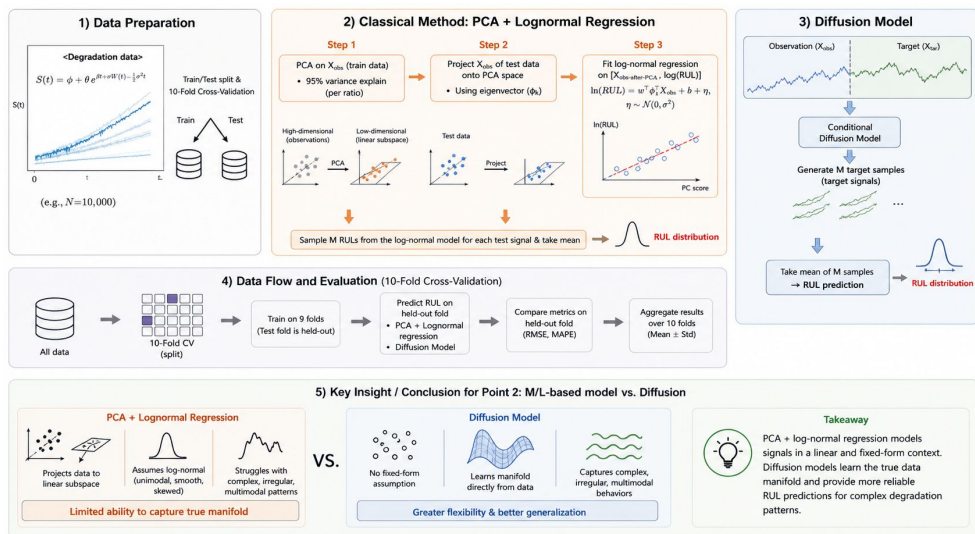 1) Data Preparation
<Degradation data>
S(t) = ϕ + θ e^{βt+σW(t)−½σ²t}
S(t)
0
t
Train/Test split &
10-Fold Cross-Validation
Train
Test
(e.g., N=10,000)
2) Classical Method: PCA + Lognormal Regression
Step 1
PCA on X_obs (train data)
• 95% variance explain
(per ratio)
Step 2
Project X_obs of test data
onto PCA space
• Using eigenvector (ϕ_k)
Step 3
Fit log-normal regression
on [X_obs-after-PCA, log(RUL)]
ln(RUL) = w^⊤ϕ_k^⊤X_obs + b + η,
η ∼ N(0, σ²)
High-dimensional
(observations)
Low-dimensional
(linear subspace)
PCA
Test data
Project
ln(RUL)
PC score
Sample M RULs from the log-normal model for each test signal & take mean
RUL distribution
3) Diffusion Model
Observation (X_obs)
Target (X_tar)
Conditional
Diffusion Model
Generate M target samples
(target signals)
...
Take mean of M samples
→ RUL prediction
RUL distribution
4) Data Flow and Evaluation (10-Fold Cross-Validation)
All data
10-Fold CV
(split)
Train on 9 folds
(Test fold is held-out)
Predict RUL on
held-out fold
• PCA + Lognormal
regression
• Diffusion Model
Compare metrics on
held-out fold
(RMSE, MAPE)
Aggregate results
over 10 folds
(Mean ± Std)
5) Key Insight / Conclusion for Point 2: M/L-based model vs. Diffusion
PCA + Lognormal Regression
Projects data to
linear subspace
Assumes log-normal
(unimodal, smooth,
skewed)
Struggles with
complex, irregular,
multimodal patterns
Limited ability to capture true manifold
VS.
Diffusion Model
No fixed-form
assumption
Learns manifold
directly from data
Captures complex,
irregular, multimodal
behaviors
Greater flexibility & better generalization
Takeaway
PCA + log-normal regression models
signals in a linear and fixed-form context.
Diffusion models learn the true data
manifold and provide more reliable
RUL predictions for complex degradation
patterns.